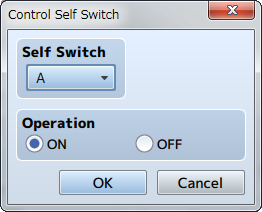 Control Self Switch
Self Switch
A
Operation
ON OFF
OK Cancel